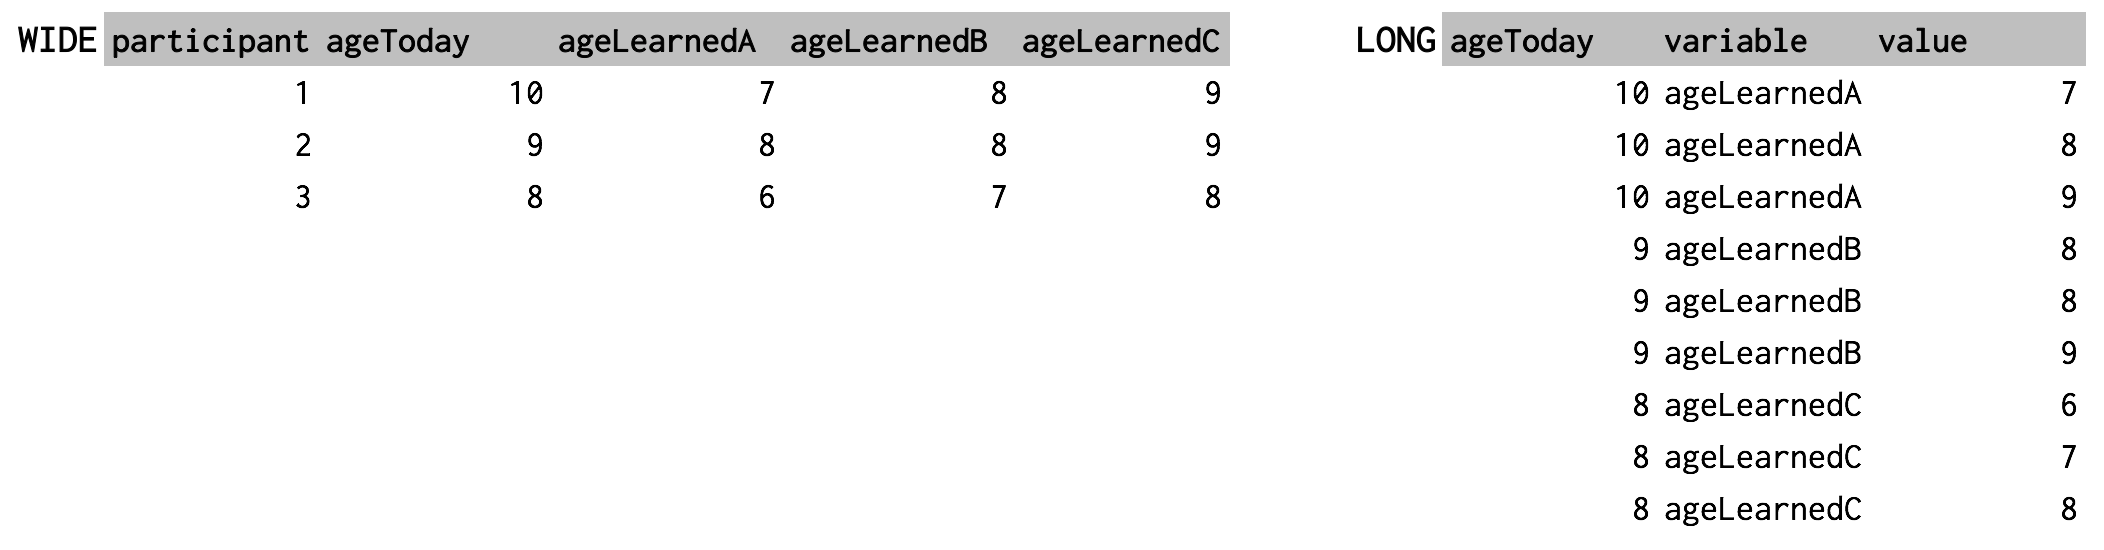 WIDE participant ageToday ageLearnedA ageLearnedB ageLearnedC
1 10 7 8 9
2 9 8 8 9
3 8 6 7 8
LONG ageToday variable value
10 ageLearnedA 7
10 ageLearnedA 8
10 ageLearnedA 9
9 ageLearnedB 8
9 ageLearnedB 8
9 ageLearnedB 9
8 ageLearnedC 6
8 ageLearnedC 7
8 ageLearnedC 8